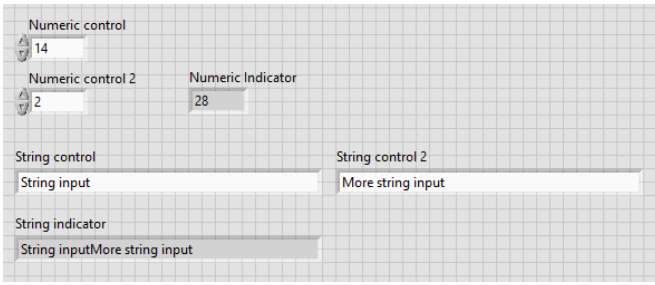 Numeric control
14
Numeric control 2
Numeric Indicator
2
28
String control
String control 2
String input
More string input
String indicator
String inputMore string input